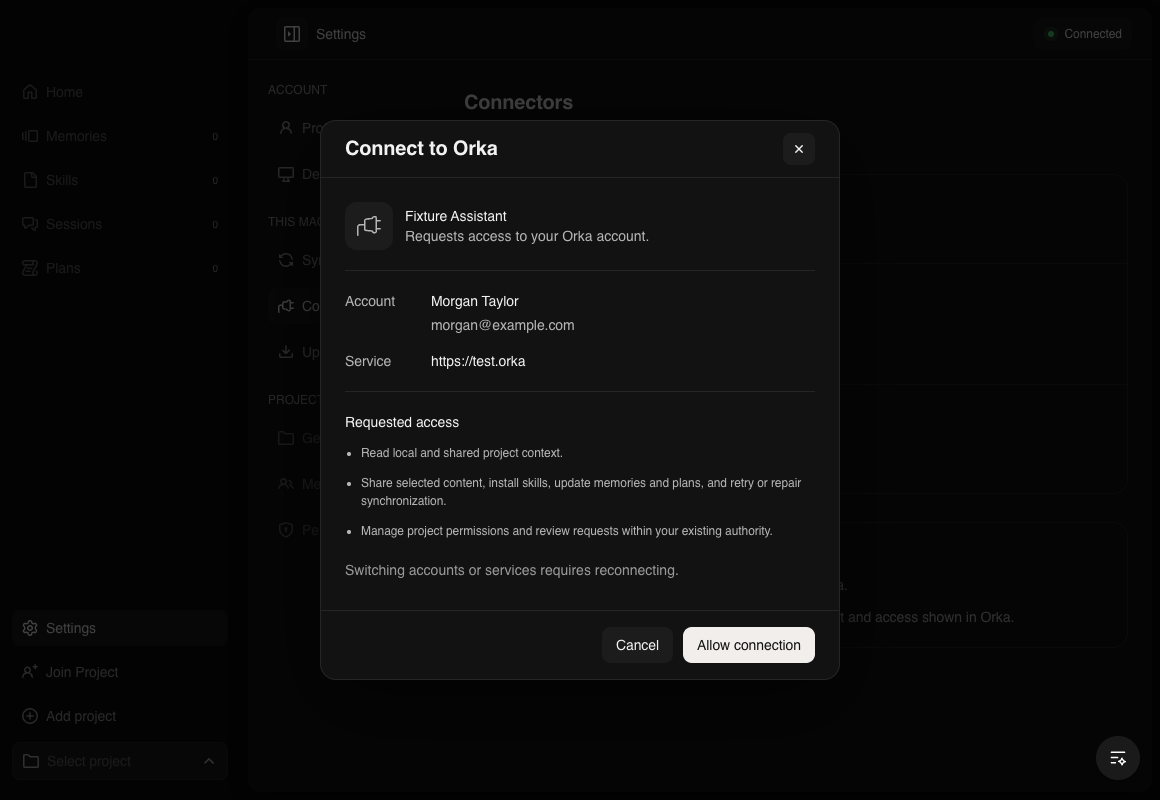 Settings
Connected
Home
Memories 0
Skills 0
Sessions 0
Plans 0
ACCOUNT
THIS
PROJECT
Connectors
Connect to Orka
Fixture Assistant
Requests access to your Orka account.
Account Morgan Taylor
morgan@example.com
Service https://test.orka
Requested access
• Read local and shared project context.
• Share selected content, install skills, update memories and plans, and retry or repair
synchronization.
• Manage project permissions and review requests within your existing authority.
Switching accounts or services requires reconnecting.
Cancel Allow connection
and access shown in Orka.
Settings
Join Project
Add project
Select project